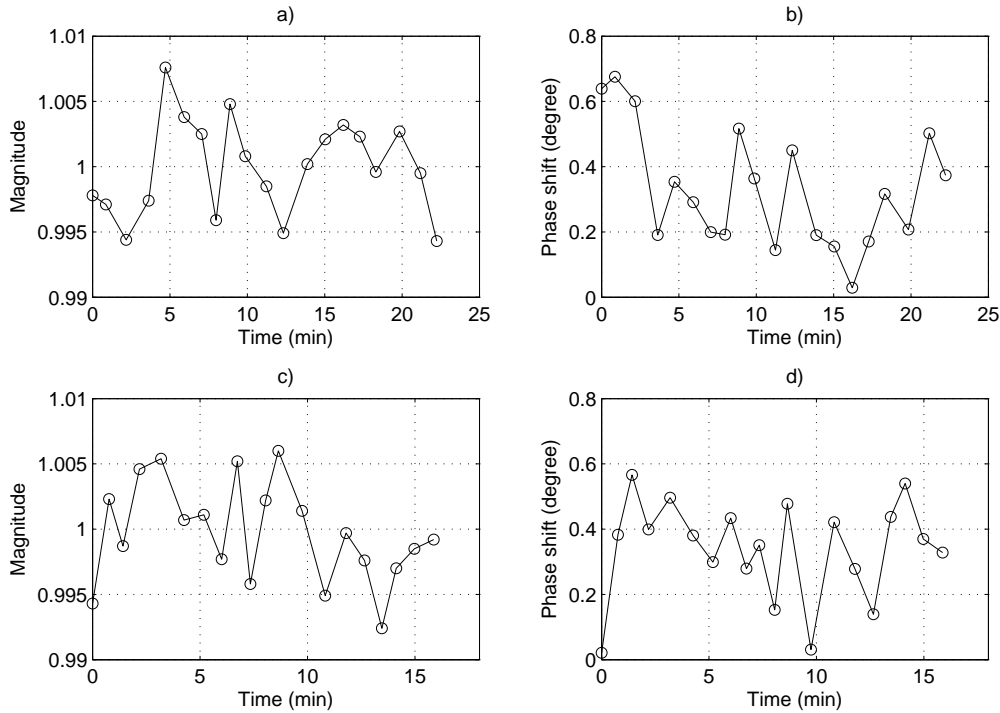 a)
1.01
1.005
1
0.995
0.99
Magnitude
0 5 10 15 20 25
Time (min)
b)
0.8
0.6
0.4
0.2
0
Phase shift (degree)
0 5 10 15 20 25
Time (min)
c)
1.01
1.005
1
0.995
0.99
Magnitude
0 5 10 15
Time (min)
d)
0.8
0.6
0.4
0.2
0
Phase shift (degree)
0 5 10 15
Time (min)